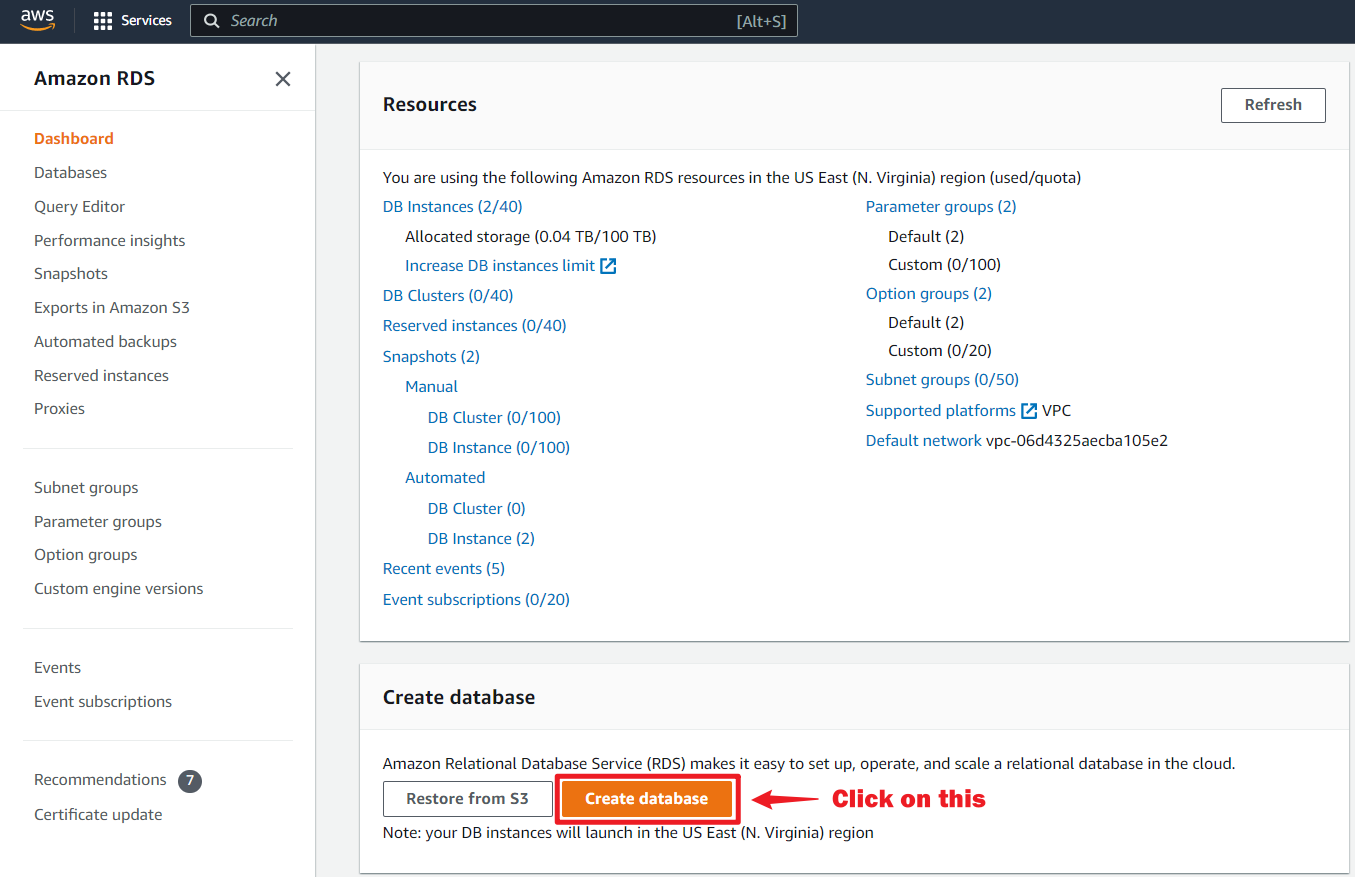 aws
Services
Search
[Alt+S]
Amazon RDS
Dashboard
Databases
Query Editor
Performance insights
Snapshots
Exports in Amazon S3
Automated backups
Reserved instances
Proxies
Subnet groups
Parameter groups
Option groups
Custom engine versions
Events
Event subscriptions
Recommendations 7
Certificate update
Resources
Refresh
You are using the following Amazon RDS resources in the US East (N. Virginia) region (used/quota)
DB Instances (2/40)
Allocated storage (0.04 TB/100 TB)
Increase DB instances limit
DB Clusters (0/40)
Reserved instances (0/40)
Snapshots (2)
Manual
DB Cluster (0/100)
DB Instance (0/100)
Automated
DB Cluster (0)
DB Instance (2)
Recent events (5)
Event subscriptions (0/20)
Parameter groups (2)
Default (2)
Custom (0/100)
Option groups (2)
Default (2)
Custom (0/20)
Subnet groups (0/50)
Supported platforms VPC
Default network vpc-06d4325aecba105e2
Create database
Amazon Relational Database Service (RDS) makes it easy to set up, operate, and scale a relational database in the cloud.
Restore from S3
Create database
Click on this
Note: your DB instances will launch in the US East (N. Virginia) region